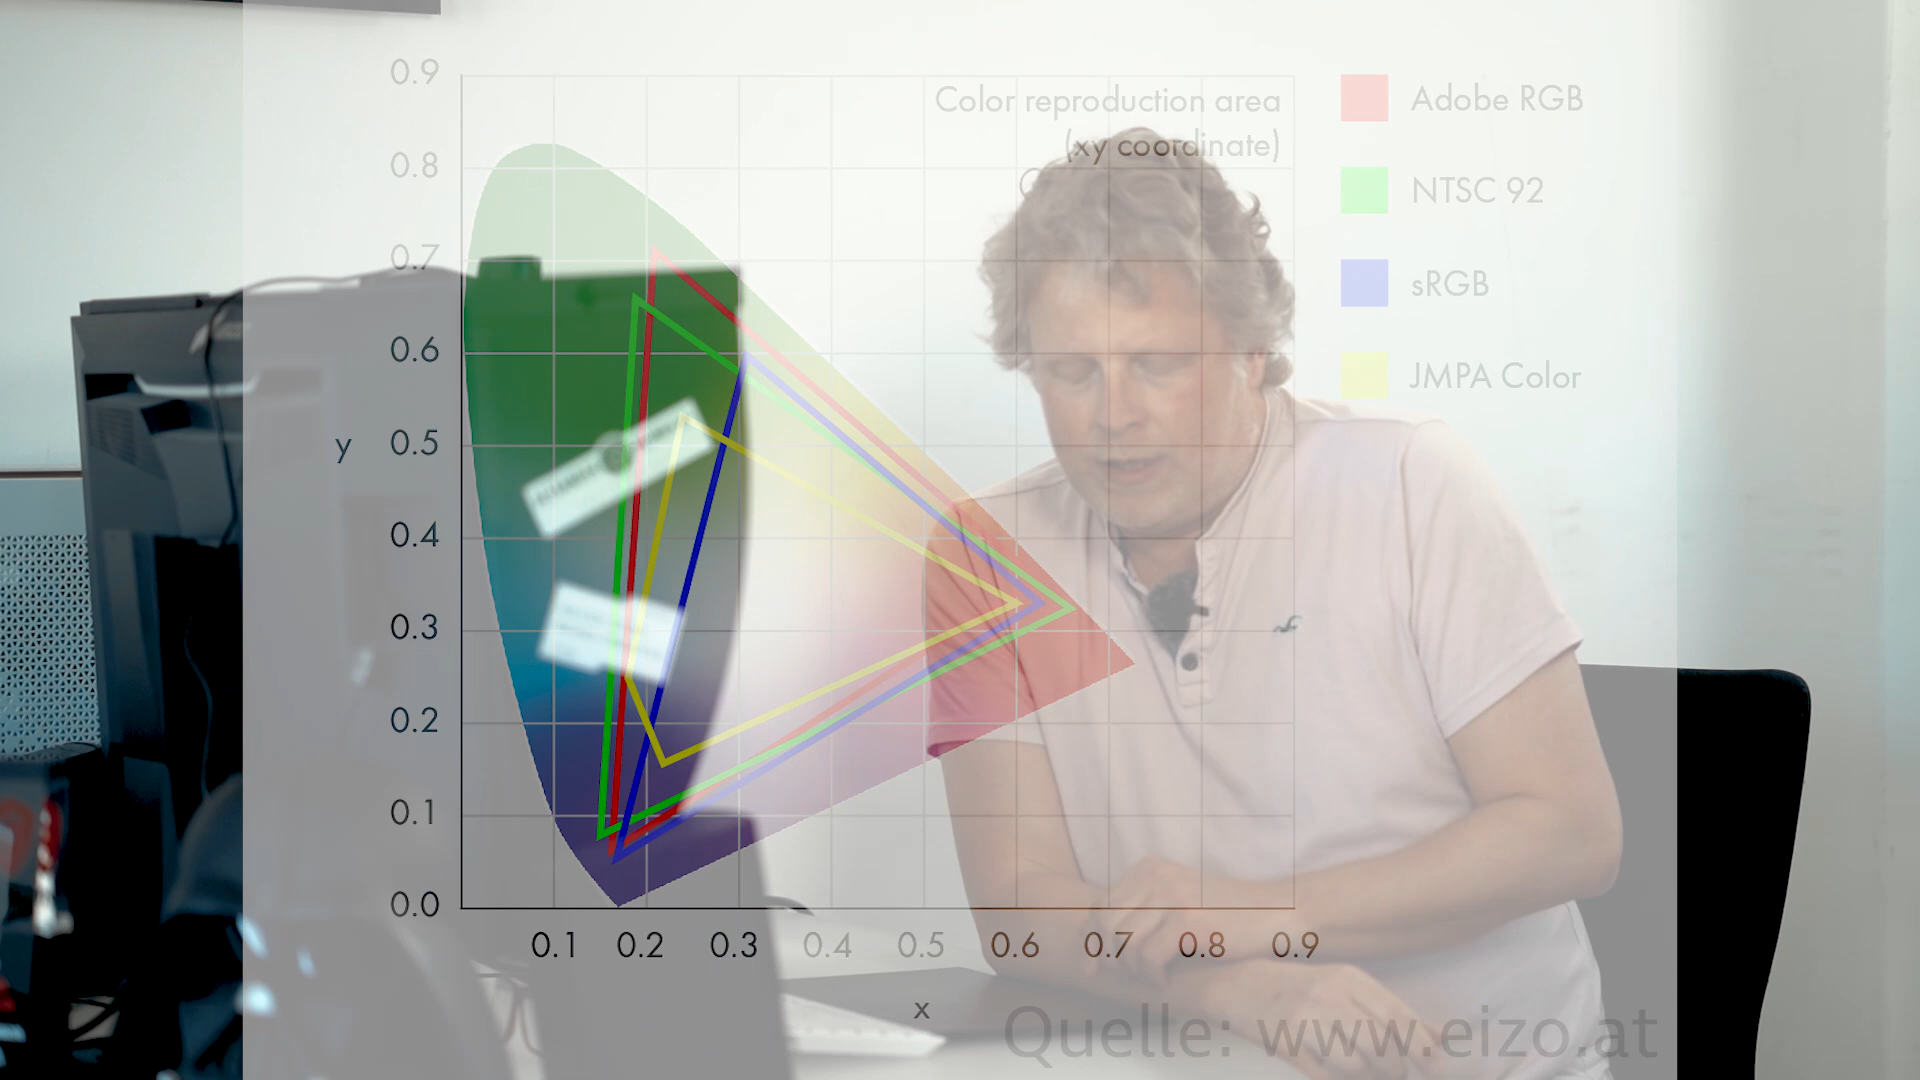 Color reproduction area
(xy coordinate)
Adobe RGB
NTSC 92
sRGB
JMPA Color
0.9
0.8
0.7
0.6
y 0.5
0.4
0.3
0.2
0.1
0.0
0.1 0.2 0.3 0.4 0.5 0.6 0.7 0.8 0.9
x
Quelle: www.eizo.at